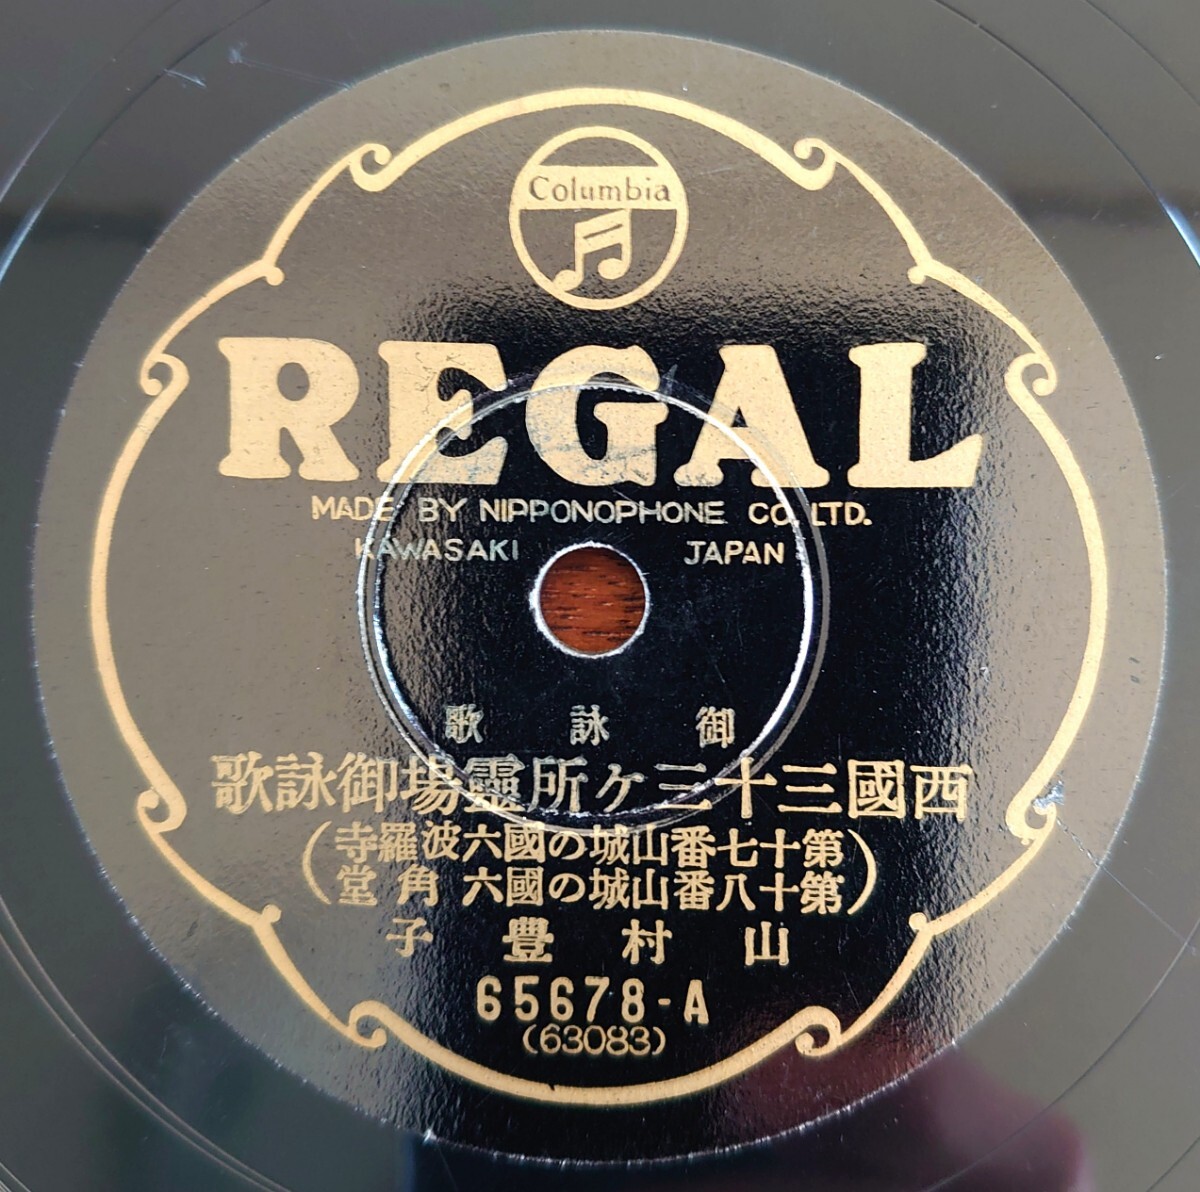 Columbia
REGAL
MADE BY NIPPONOPHONE CO. LTD.
KAWASAKI JAPAN
御詠歌
西國三十三ヶ所靈場御詠歌
(第十七番山城の國六波羅寺
第十八番山城の國六角堂)
山村豊子
65678-A
(63083)